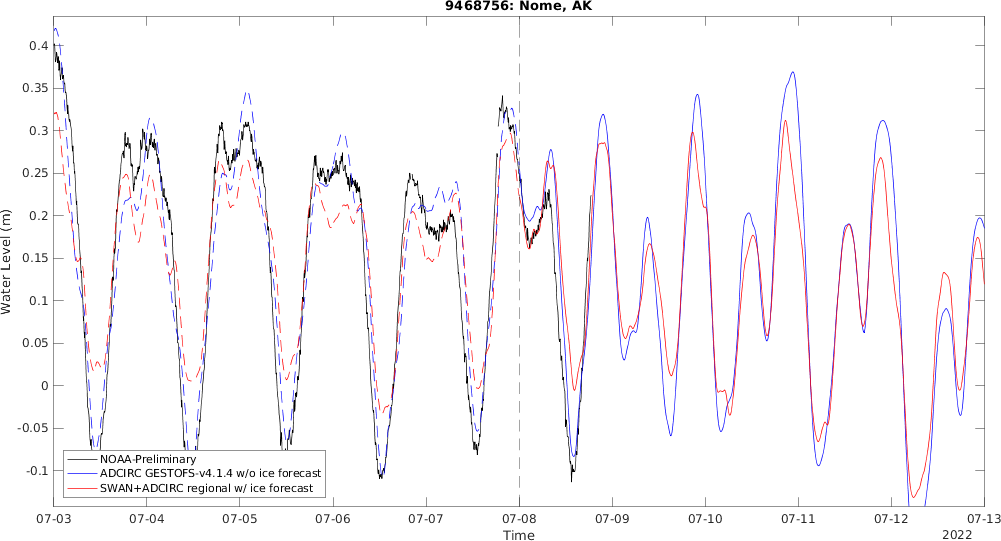 9468756: Nome, AK
Water Level (m)
0.4
0.35
0.3
0.25
0.2
0.15
0.1
0.05
0
-0.05
-0.1
NOAA-Preliminary
ADCIRC GESTOFS-v4.1.4 w/o ice forecast
SWAN+ADCIRC regional w/ ice forecast
07-03 07-04 07-05 07-06 07-07 07-08 07-09 07-10 07-11 07-12 07-13
Time
2022